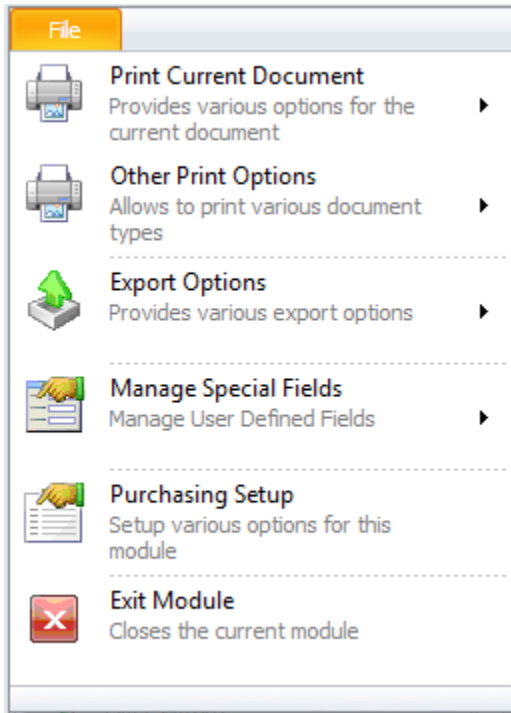 File
Print Current Document
Provides various options for the
current document
Other Print Options
Allows to print various document
types
Export Options
Provides various export options
Manage Special Fields
Manage User Defined Fields
Purchasing Setup
Setup various options for this
module
Exit Module
Closes the current module